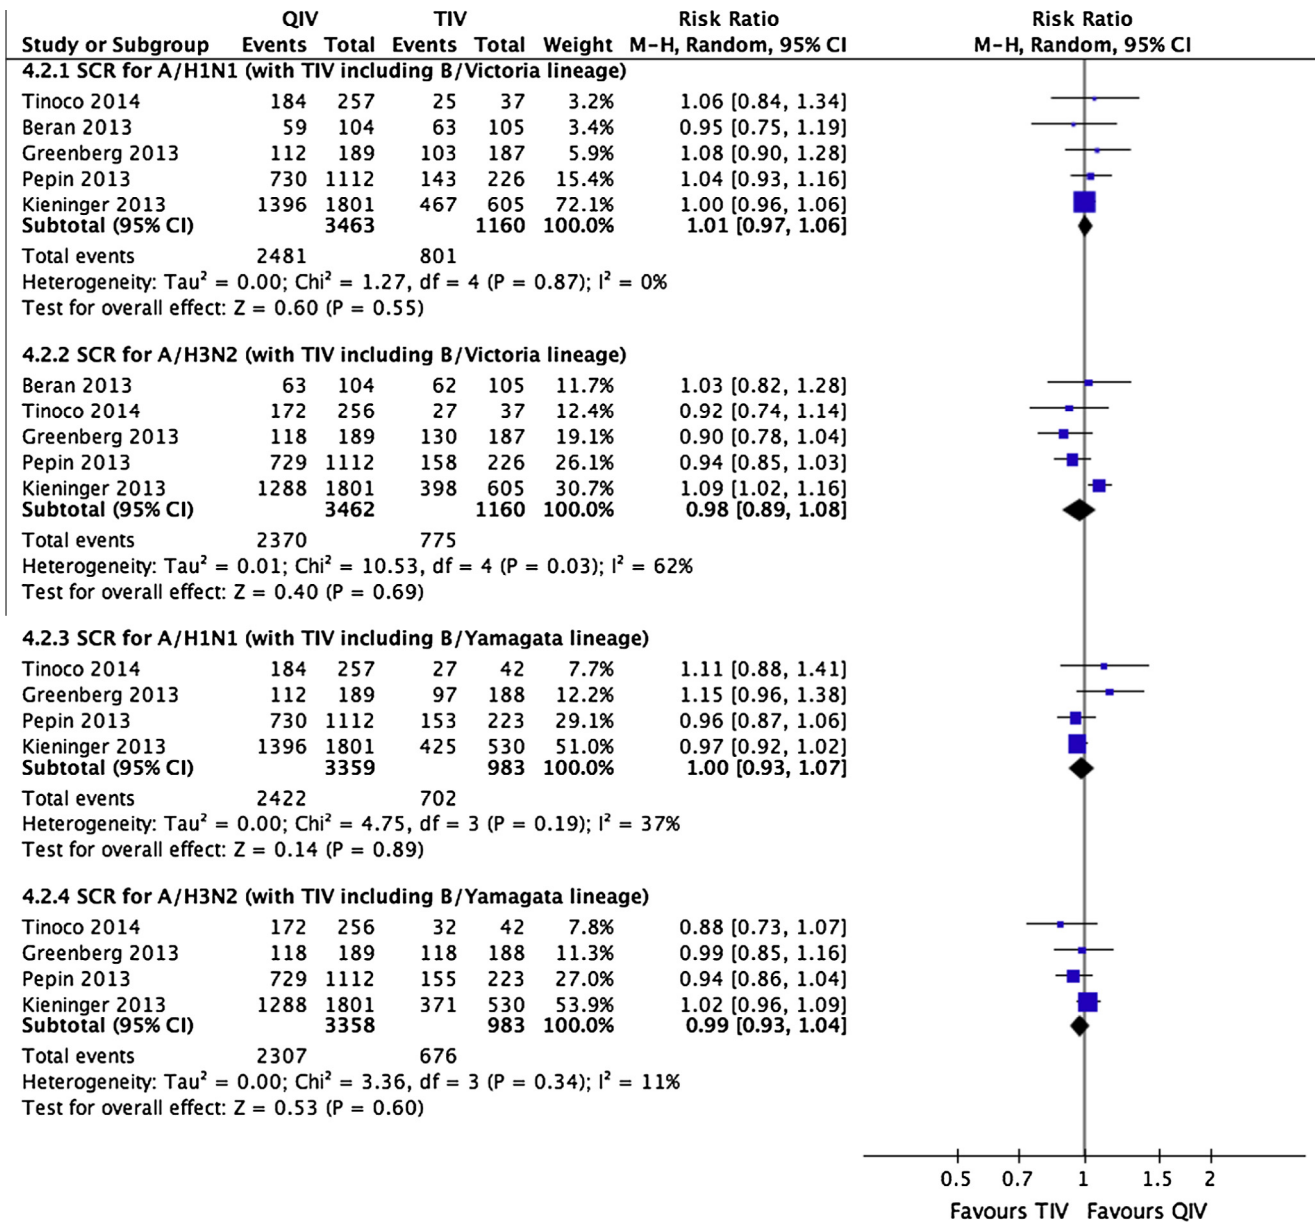 QIV TIV Risk Ratio Risk Ratio
Study or Subgroup Events Total Events Total Weight M-H, Random, 95% CI M-H, Random, 95% CI
4.2.1 SCR for A/H1N1 (with TIV including B/Victoria lineage)
Tinoco 2014 184 257 25 37 3.2% 1.06 [0.84, 1.34]
Beran 2013 59 104 63 105 3.4% 0.95 [0.75, 1.19]
Greenberg 2013 112 189 103 187 5.9% 1.08 [0.90, 1.28]
Pepin 2013 730 1112 143 226 15.4% 1.04 [0.93, 1.16]
Kieninger 2013 1396 1801 467 605 72.1% 1.00 [0.96, 1.06]
Subtotal (95% CI) 3463 1160 100.0% 1.01 [0.97, 1.06]
Total events 2481 801
Heterogeneity: Tau² = 0.00; Chi² = 1.27, df = 4 (P = 0.87); I² = 0%
Test for overall effect: Z = 0.60 (P = 0.55)
4.2.2 SCR for A/H3N2 (with TIV including B/Victoria lineage)
Beran 2013 63 104 62 105 11.7% 1.03 [0.82, 1.28]
Tinoco 2014 172 256 27 37 12.4% 0.92 [0.74, 1.14]
Greenberg 2013 118 189 130 187 19.1% 0.90 [0.78, 1.04]
Pepin 2013 729 1112 158 226 26.1% 0.94 [0.85, 1.03]
Kieninger 2013 1288 1801 398 605 30.7% 1.09 [1.02, 1.16]
Subtotal (95% CI) 3462 1160 100.0% 0.98 [0.89, 1.08]
Total events 2370 775
Heterogeneity: Tau² = 0.01; Chi² = 10.53, df = 4 (P = 0.03); I² = 62%
Test for overall effect: Z = 0.40 (P = 0.69)
4.2.3 SCR for A/H1N1 (with TIV including B/Yamagata lineage)
Tinoco 2014 184 257 27 42 7.7% 1.11 [0.88, 1.41]
Greenberg 2013 112 189 97 188 12.2% 1.15 [0.96, 1.38]
Pepin 2013 730 1112 153 223 29.1% 0.96 [0.87, 1.06]
Kieninger 2013 1396 1801 425 530 51.0% 0.97 [0.92, 1.02]
Subtotal (95% CI) 3359 983 100.0% 1.00 [0.93, 1.07]
Total events 2422 702
Heterogeneity: Tau² = 0.00; Chi² = 4.75, df = 3 (P = 0.19); I² = 37%
Test for overall effect: Z = 0.14 (P = 0.89)
4.2.4 SCR for A/H3N2 (with TIV including B/Yamagata lineage)
Tinoco 2014 172 256 32 42 7.8% 0.88 [0.73, 1.07]
Greenberg 2013 118 189 118 188 11.3% 0.99 [0.85, 1.16]
Pepin 2013 729 1112 155 223 27.0% 0.94 [0.86, 1.04]
Kieninger 2013 1288 1801 371 530 53.9% 1.02 [0.96, 1.09]
Subtotal (95% CI) 3358 983 100.0% 0.99 [0.93, 1.04]
Total events 2307 676
Heterogeneity: Tau² = 0.00; Chi² = 3.36, df = 3 (P = 0.34); I² = 11%
Test for overall effect: Z = 0.53 (P = 0.60)
0.5 0.7 1 1.5 2
Favours TIV Favours QIV